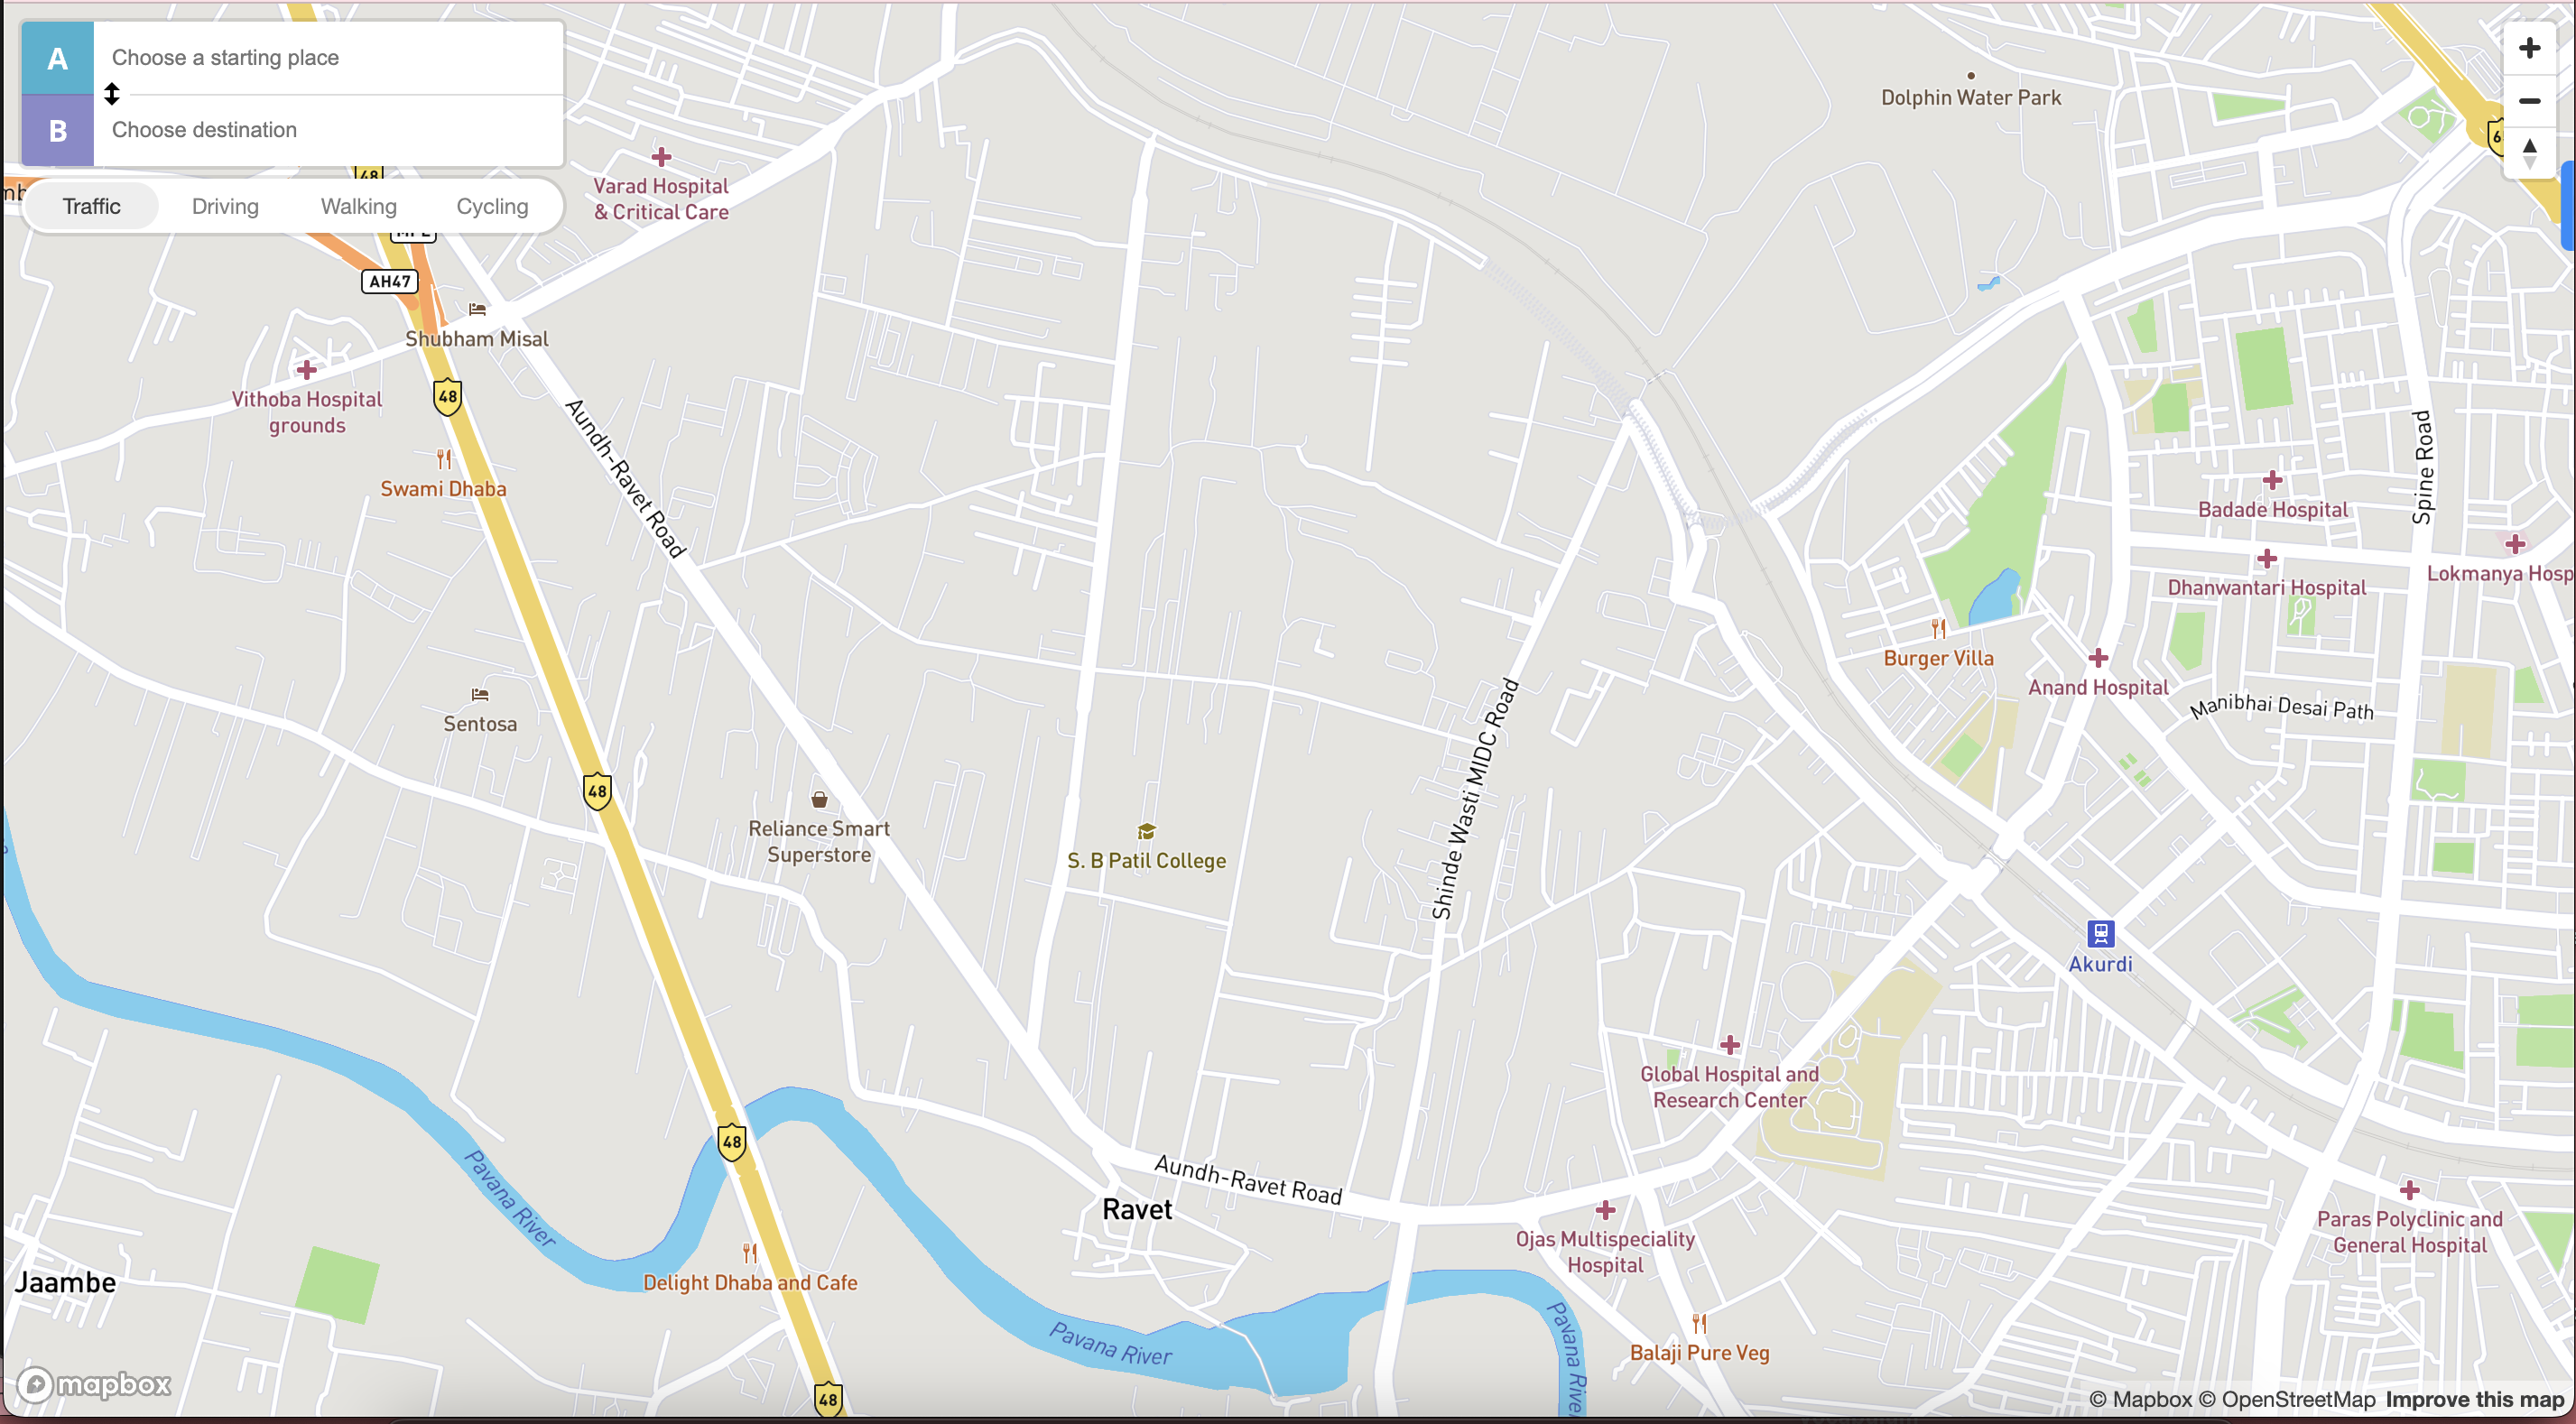 A
Choose a starting place
B
Choose destination
48
Traffic
Driving
Walking
Cycling
AH47
Varad Hospital
& Critical Care
Dolphin Water Park
Shubham Misal
Vithoba Hospital
grounds
48
Swami Dhaba
Aundh-Ravet Road
Spine Road
Badade Hospital
Dhanwantari Hospital
Lokmanya Hosp
Burger Villa
Anand Hospital
Manibhai Desai Path
Sentosa
48
Reliance Smart
Superstore
S. B Patil College
Shinde Wasti MIDC Road
Akurdi
Global Hospital and
Research Center
48
Pavana River
Aundh-Ravet Road
Ravet
Ojas Multispeciality
Hospital
Paras Polyclinic and
General Hospital
Jaambe
Delight Dhaba and Cafe
Pavana River
Pavana River
Balaji Pure Veg
48
mapbox
© Mapbox © OpenStreetMap Improve this map